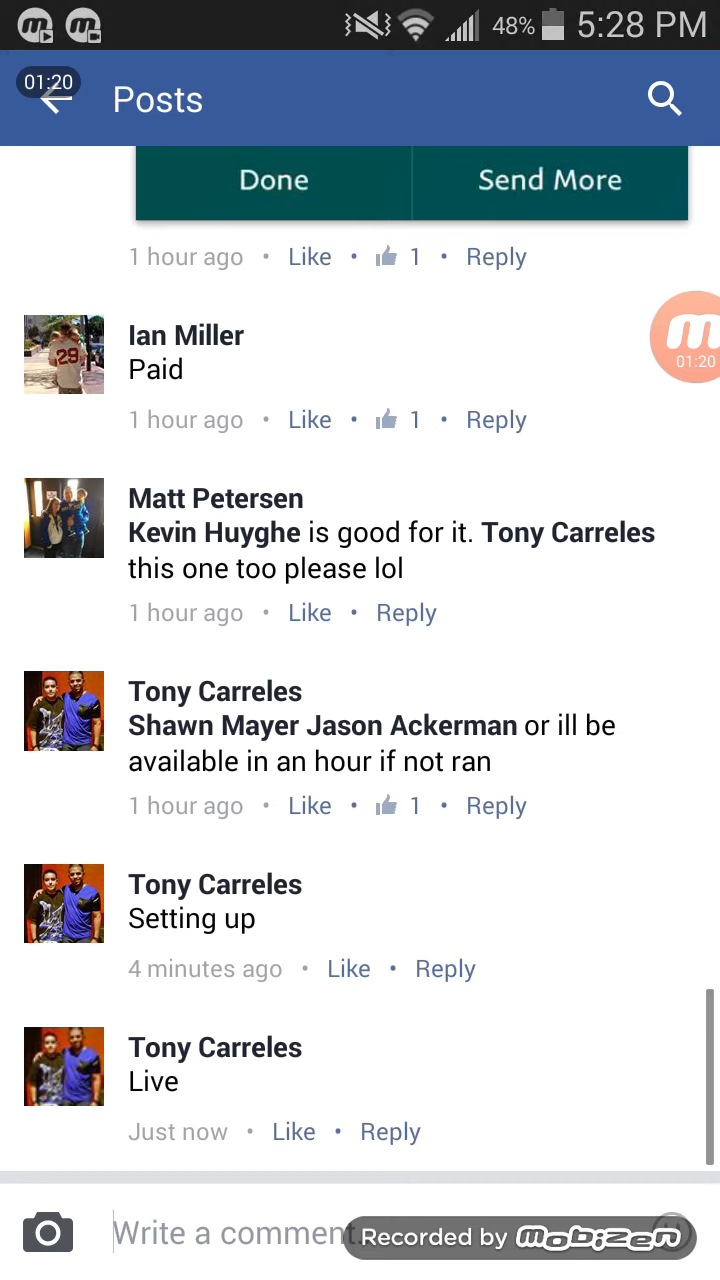 48% 5:28 PM
01:20
Posts
Done Send More
1 hour ago • Like • 1 • Reply
Ian Miller
29
Paid
01:20
1 hour ago • Like • 1 • Reply
Matt Petersen
Kevin Huyghe is good for it. Tony Carreles
this one too please lol
1 hour ago • Like • Reply
Tony Carreles
Shawn Mayer Jason Ackerman or ill be
available in an hour if not ran
1 hour ago • Like • 1 • Reply
Tony Carreles
Setting up
4 minutes ago • Like • Reply
Tony Carreles
Live
Just now • Like • Reply
Write a comment.
Recorded by mobizen